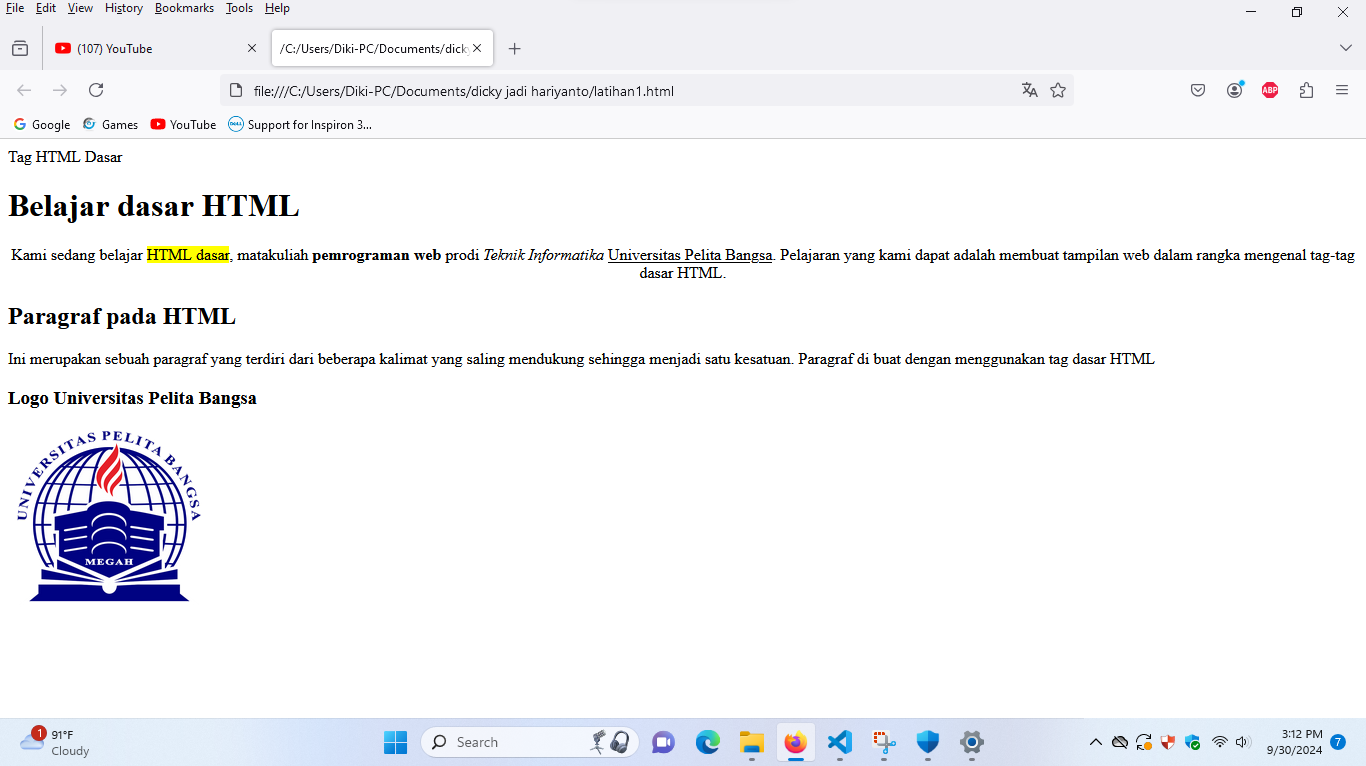 File Edit View History Bookmarks Tools Help
(107) YouTube
/C:/Users/Diki-PC/Documents/dicky
file:///C:/Users/Diki-PC/Documents/dicky jadi hariyanto/latihan1.html
ABP
Google Games YouTube DELL Support for Inspiron 3...
Tag HTML Dasar
Belajar dasar HTML
Kami sedang belajar HTML dasar, matakuliah pemrograman web prodi Teknik Informatika Universitas Pelita Bangsa. Pelajaran yang kami dapat adalah membuat tampilan web dalam rangka mengenal tag-tag
dasar HTML.
Paragraf pada HTML
Ini merupakan sebuah paragraf yang terdiri dari beberapa kalimat yang saling mendukung sehingga menjadi satu kesatuan. Paragraf di buat dengan menggunakan tag dasar HTML
Logo Universitas Pelita Bangsa
UNIVERSITAS PELITA BANGSA
MEGAH
1
91°F
Cloudy
Search
3:12 PM
9/30/2024
7